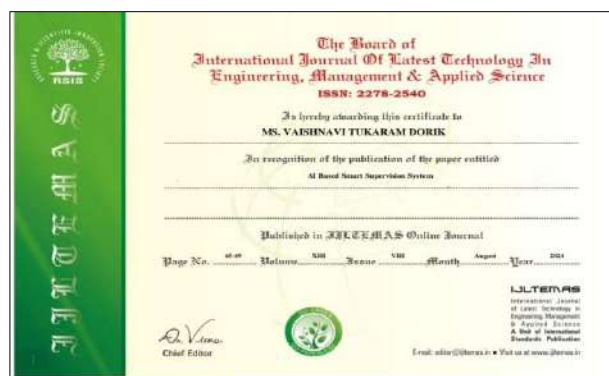 RSIS
IJLTEMAS
The Board of
International Journal Of Latest Technology In
Engineering, Management & Applied Science
ISSN: 2278-2540
Is hereby awarding this certificate to
MS. VAISHNAVI TUKARAM DORIK
In recognition of the publication of the paper entitled
AI Based Smart Supervision System
Published in IJLTEMAS Online Journal
Page No. Volume XIII Issue VIII Month August Year 2024
Chief Editor
IJLTEMAS
International Journal
of Latest Technology in
Engineering, Management
& Applied Science
A Unit of International
Standards Publication
E-mail: editor@ijltemas.in ■ Visit us at www.ijltemas.in